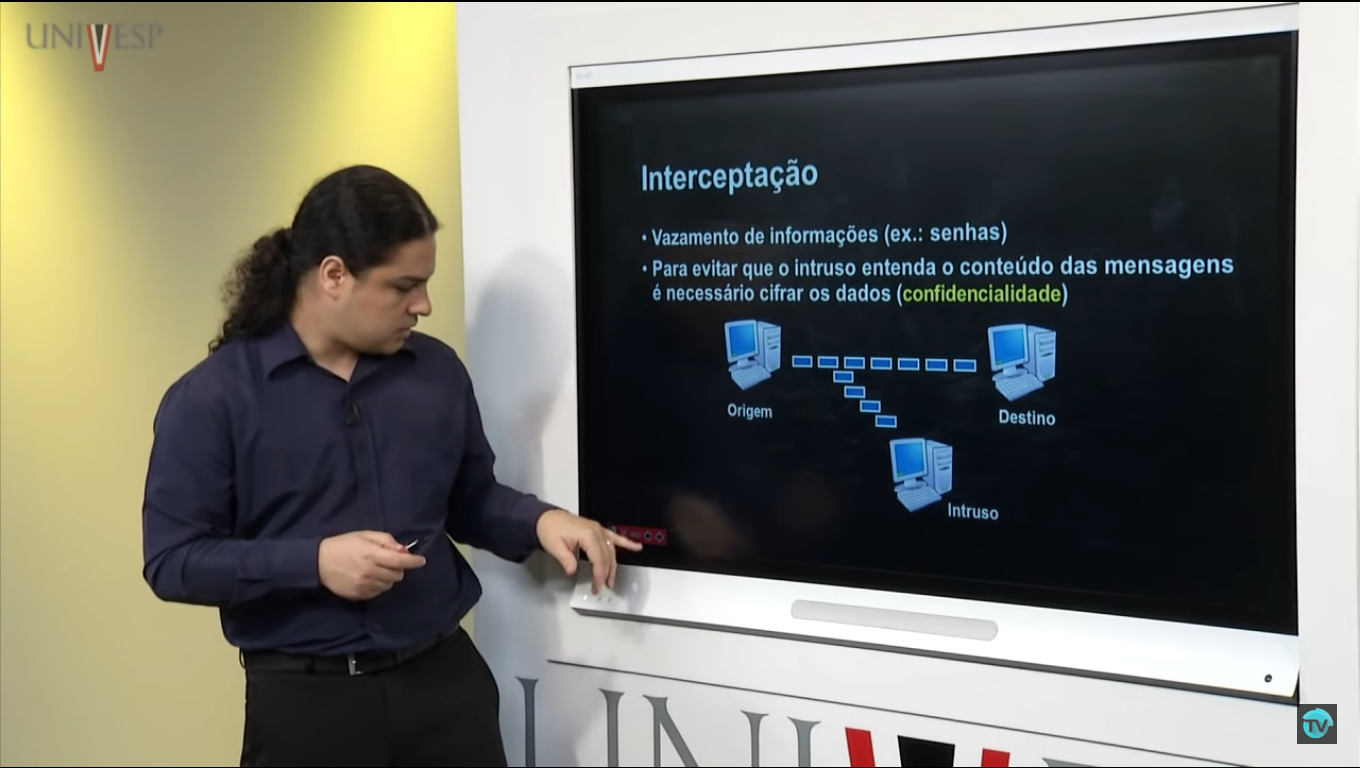 UNIVESP
Interceptação
• Vazamento de informações (ex.: senhas)
• Para evitar que o intruso entenda o conteúdo das mensagens
é necessário cifrar os dados (confidencialidade)
Origem
Destino
Intruso
UNIV
TV